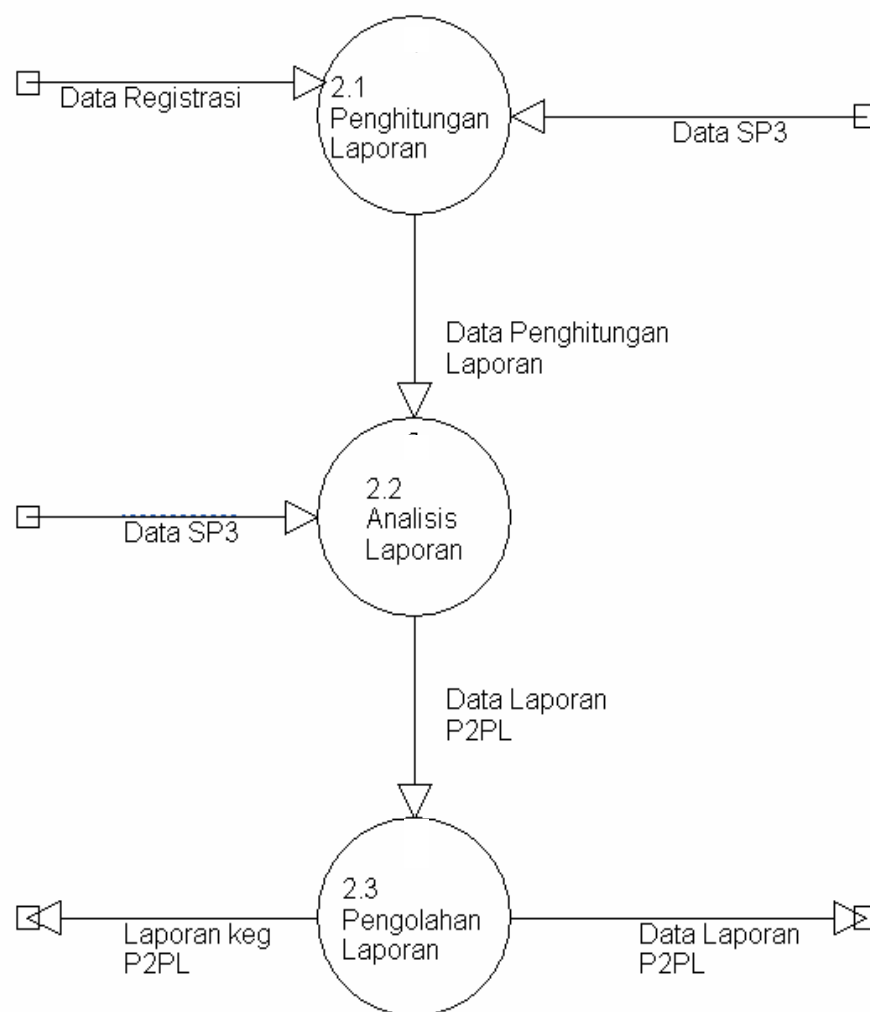 2.1
Penghitungan
Laporan
Data Registrasi
Data SP3
Data Penghitungan
Laporan
2.2
Analisis
Laporan
Data SP3
Data Laporan
P2PL
2.3
Pengolahan
Laporan
Laporan keg
P2PL
Data Laporan
P2PL